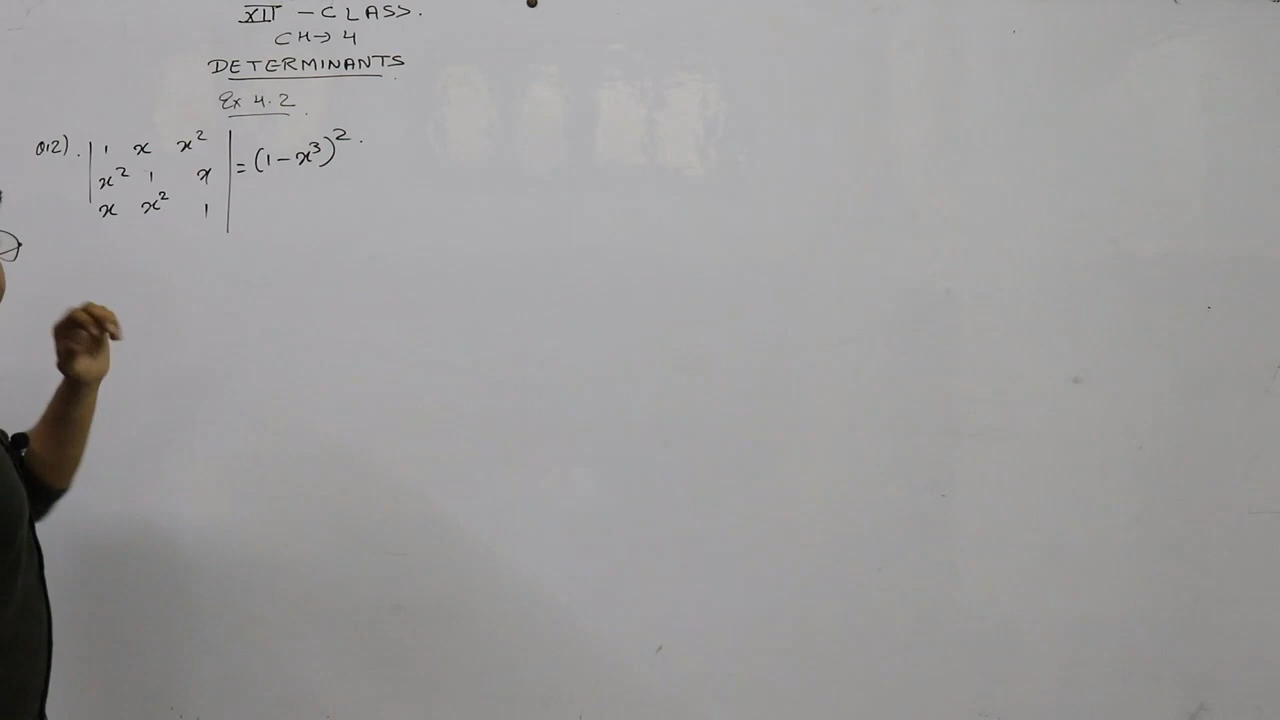 XII - CLASS.
CH→ 4
DETERMINANTS
Ex 4.2
Q12). | 1 x x² | = (1-x³)².
| x² 1 x |
| x x² 1 |